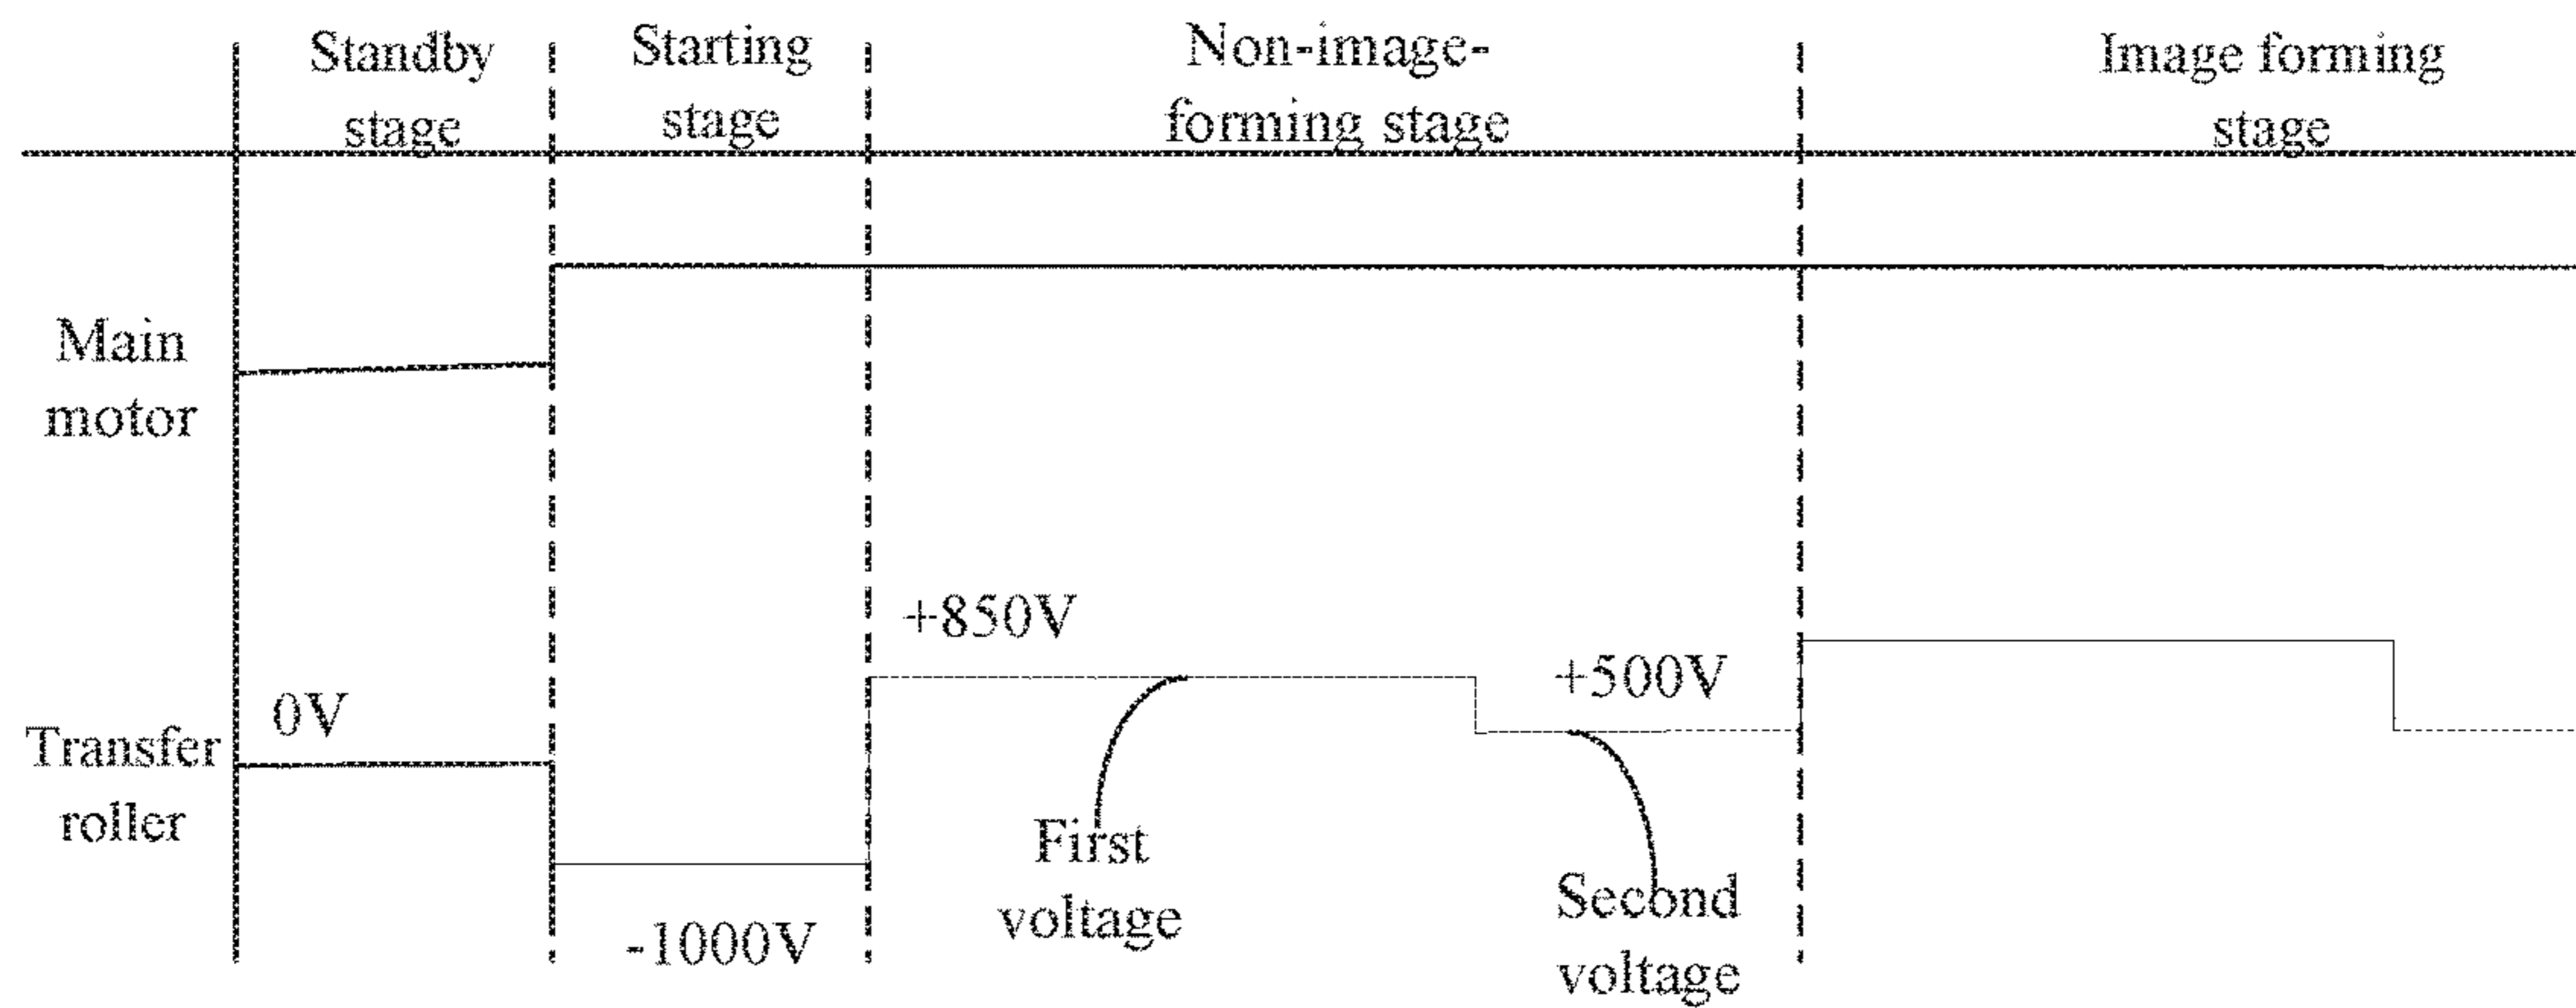 Standby
stage
Starting
stage
Non-image-
forming stage
Image forming
stage
Main
motor
+850V
+500V
0V
Transfer
roller
First
voltage
Second
voltage
-1000V